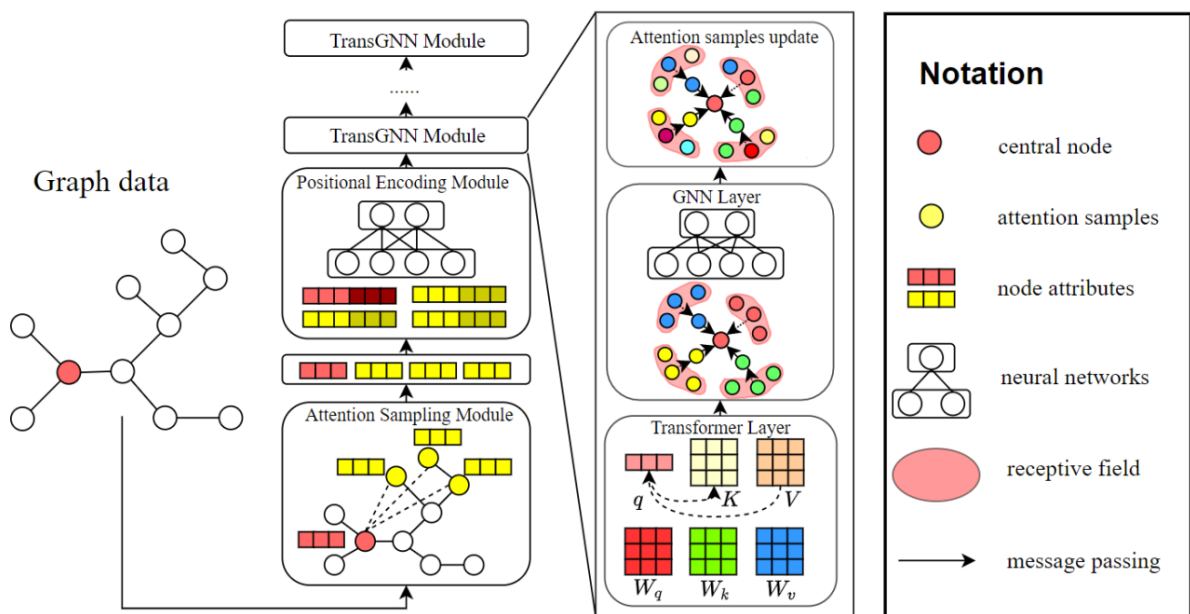 Graph data
TransGNN Module
......
TransGNN Module
Positional Encoding Module
Attention Sampling Module
Attention samples update
GNN Layer
Transformer Layer
q
K
V
W_q
W_k
W_v
Notation
central node
attention samples
node attributes
neural networks
receptive field
message passing